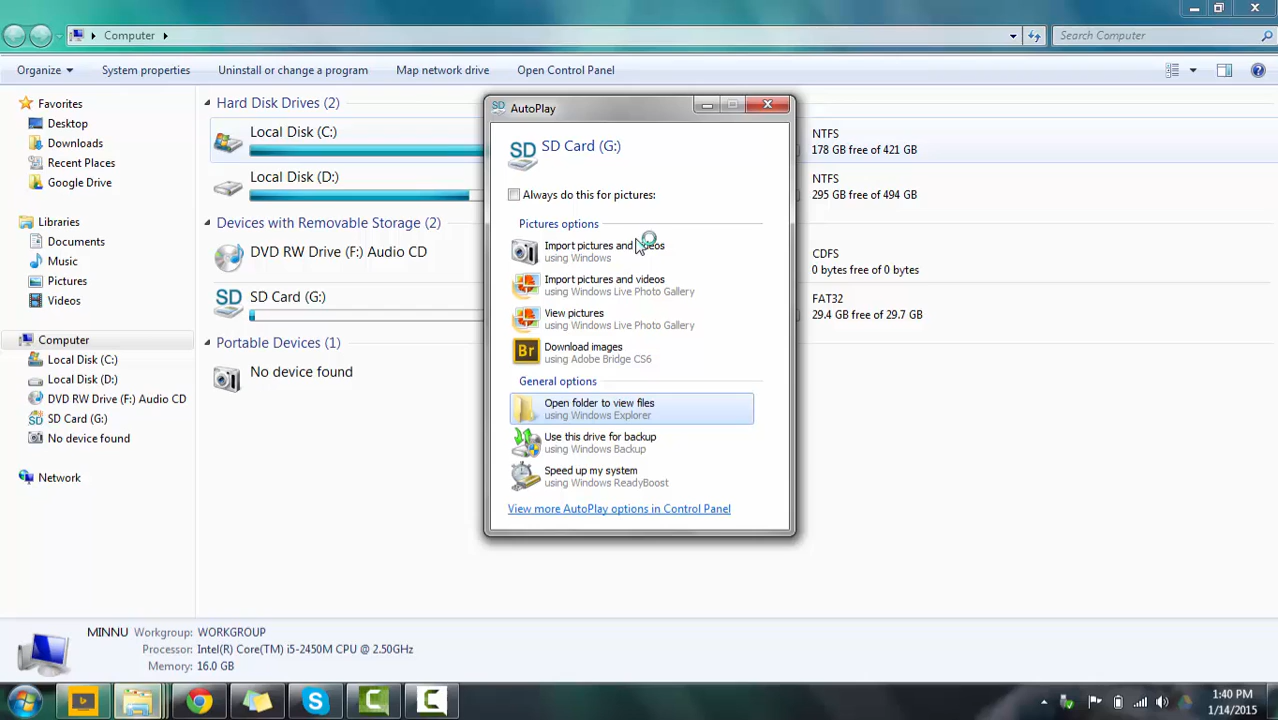 Computer
Search Computer
Organize
System properties
Uninstall or change a program
Map network drive
Open Control Panel
Favorites
Desktop
Downloads
Recent Places
Google Drive
Libraries
Documents
Music
Pictures
Videos
Computer
Local Disk (C:)
Local Disk (D:)
DVD RW Drive (F:) Audio CD
SD Card (G:)
No device found
Network
Hard Disk Drives (2)
Local Disk (C:)
NTFS
178 GB free of 421 GB
Local Disk (D:)
NTFS
295 GB free of 494 GB
Devices with Removable Storage (2)
DVD RW Drive (F:) Audio CD
CDFS
0 bytes free of 0 bytes
SD
SD Card (G:)
FAT32
29.4 GB free of 29.7 GB
Portable Devices (1)
No device found
SD
AutoPlay
SD
SD Card (G:)
Always do this for pictures:
Pictures options
Import pictures and videos
using Windows
Import pictures and videos
using Windows Live Photo Gallery
View pictures
using Windows Live Photo Gallery
Br
Download images
using Adobe Bridge CS6
General options
Open folder to view files
using Windows Explorer
Use this drive for backup
using Windows Backup
Speed up my system
using Windows ReadyBoost
View more AutoPlay options in Control Panel
MINNU Workgroup: WORKGROUP
Processor: Intel(R) Core(TM) i5-2450M CPU @ 2.50GHz
Memory: 16.0 GB
1:40 PM
1/14/2015